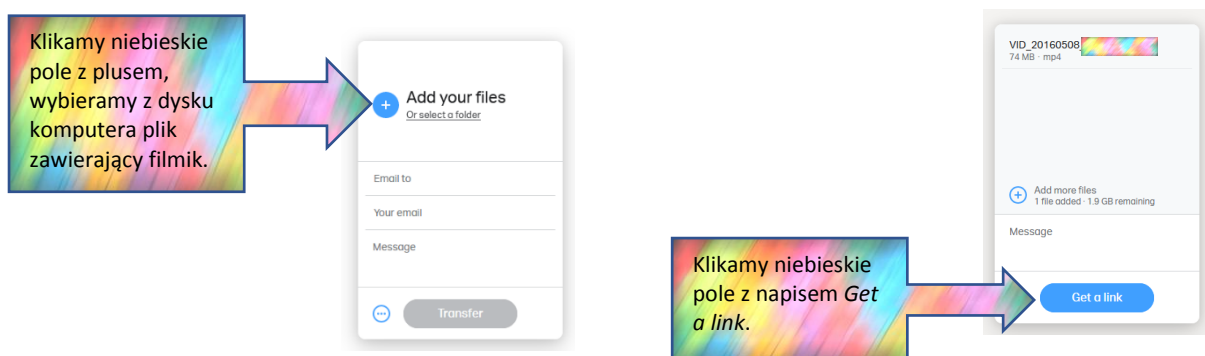 Klikamy niebieskie
pole z plusem,
wybieramy z dysku
komputera plik
zawierający filmik.
Add your files
Or select a folder
Email to
Your email
Message
Transfer
VID_20160508_
74 MB · mp4
Add more files
1 file added · 1.9 GB remaining
Message
Klikamy niebieskie
pole z napisem Get
a link.
Get a link